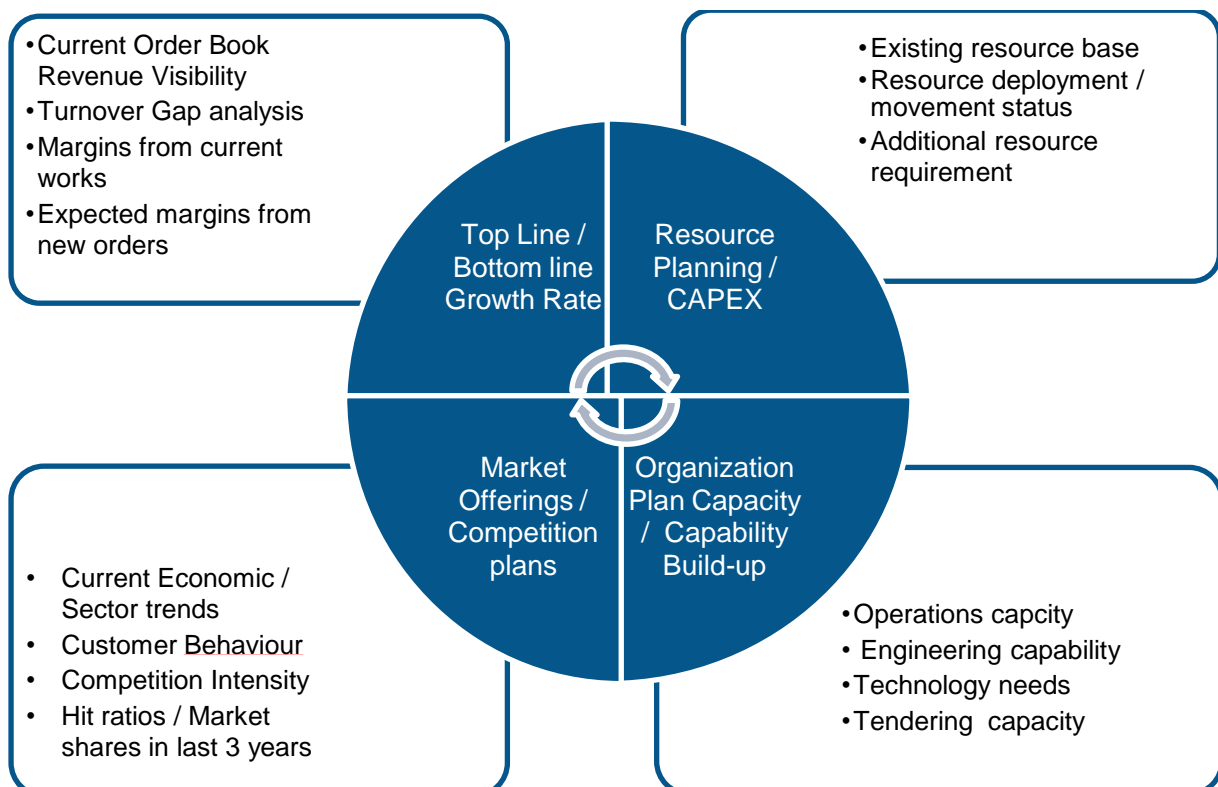 •Current Order Book
Revenue Visibility
•Turnover Gap analysis
•Margins from current
works
•Expected margins from
new orders
•Existing resource base
•Resource deployment /
movement status
•Additional resource
requirement
Top Line /
Bottom line
Growth Rate
Resource
Planning /
CAPEX
Market
Offerings /
Competition
plans
Organization
Plan Capacity
/ Capability
Build-up
• Current Economic /
Sector trends
• Customer Behaviour
• Competition Intensity
• Hit ratios / Market
shares in last 3 years
•Operations capcity
• Engineering capability
•Technology needs
•Tendering capacity